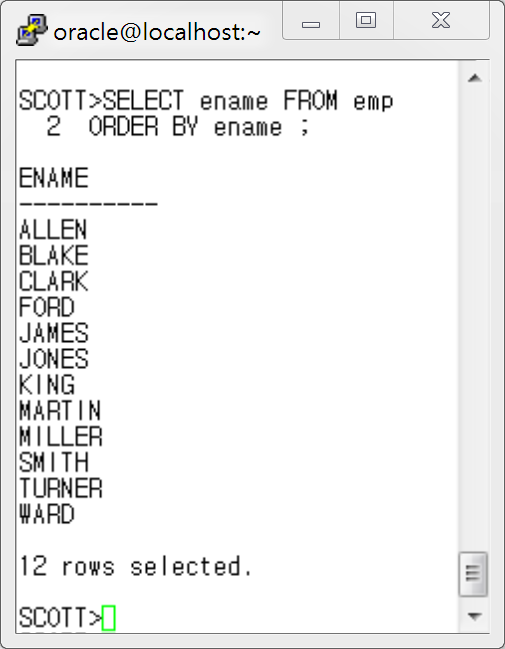 oracle@localhost:~
SCOTT>SELECT ename FROM emp
  2  ORDER BY ename ;
ENAME
----------
ALLEN
BLAKE
CLARK
FORD
JAMES
JONES
KING
MARTIN
MILLER
SMITH
TURNER
WARD
12 rows selected.
SCOTT>